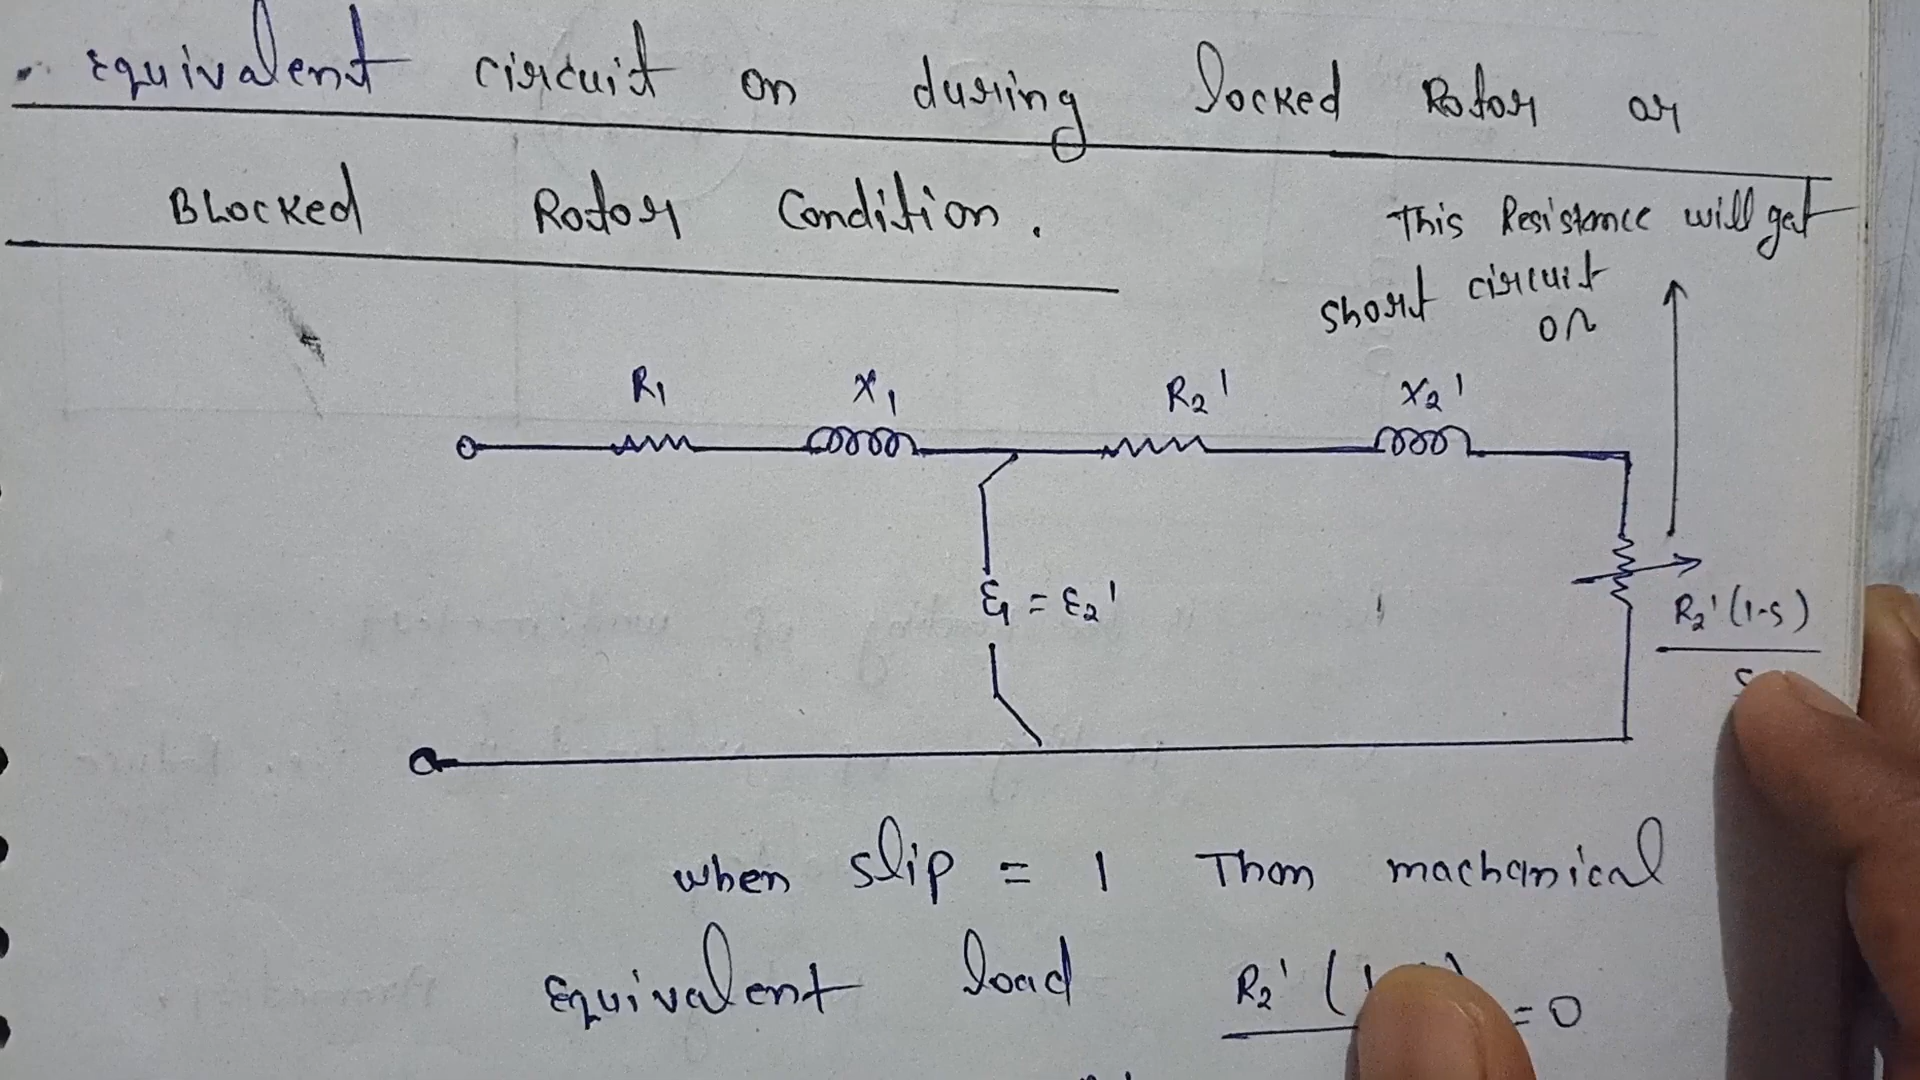 Equivalent circuit on during locked Rotor or
Blocked Rotor Condition.
This Resistance will get
short circuit
on
R1 X1 R2' X2'
E1 = E2'
R2'(1-s)
s
when slip = 1 Than machanical
Equivalent load R2'( = 0